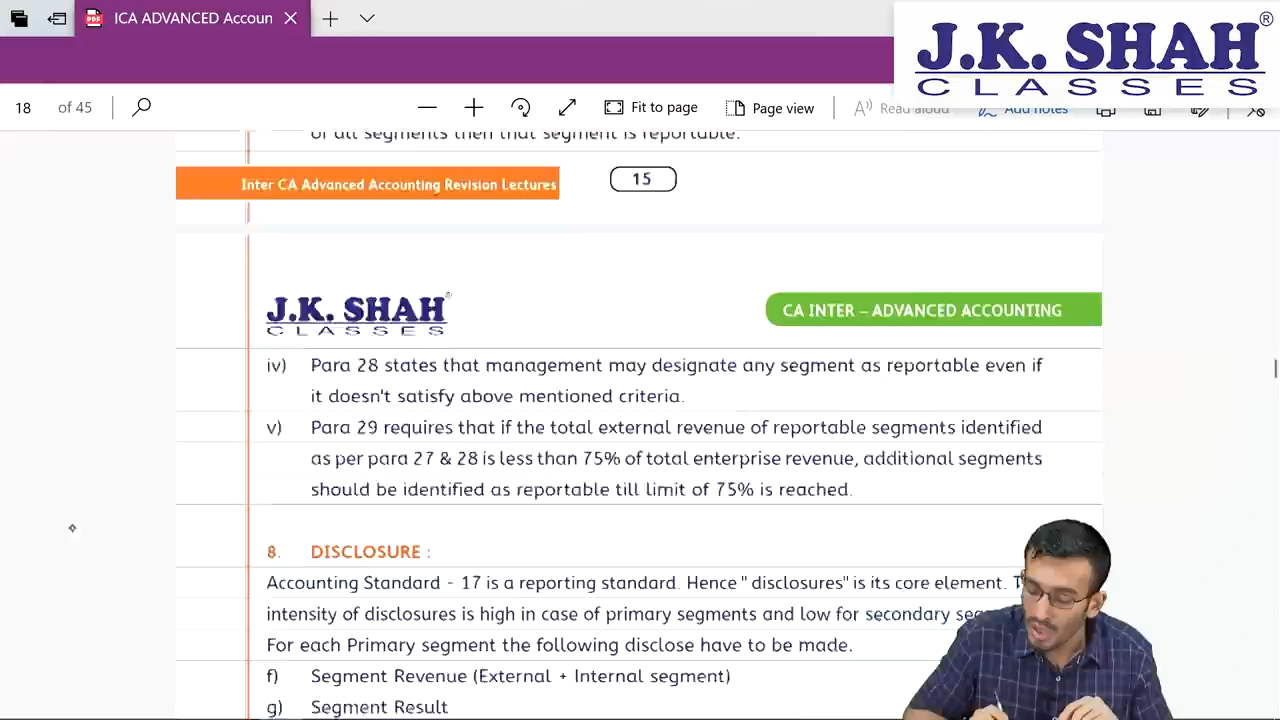 ICA ADVANCED Accoun
J.K. SHAH®
CLASSES
18 of 45
Fit to page
Page view
Read aloud
Add notes
of all segments then that segment is reportable.
Inter CA Advanced Accounting Revision Lectures
15
J.K. SHAH®
CLASSES
CA INTER – ADVANCED ACCOUNTING
iv) Para 28 states that management may designate any segment as reportable even if
it doesn't satisfy above mentioned criteria.
v) Para 29 requires that if the total external revenue of reportable segments identified
as per para 27 & 28 is less than 75% of total enterprise revenue, additional segments
should be identified as reportable till limit of 75% is reached.
8. DISCLOSURE :
Accounting Standard - 17 is a reporting standard. Hence " disclosures" is its core element.
intensity of disclosures is high in case of primary segments and low for secondary
For each Primary segment the following disclose have to be made.
f) Segment Revenue (External + Internal segment)
g) Segment Result